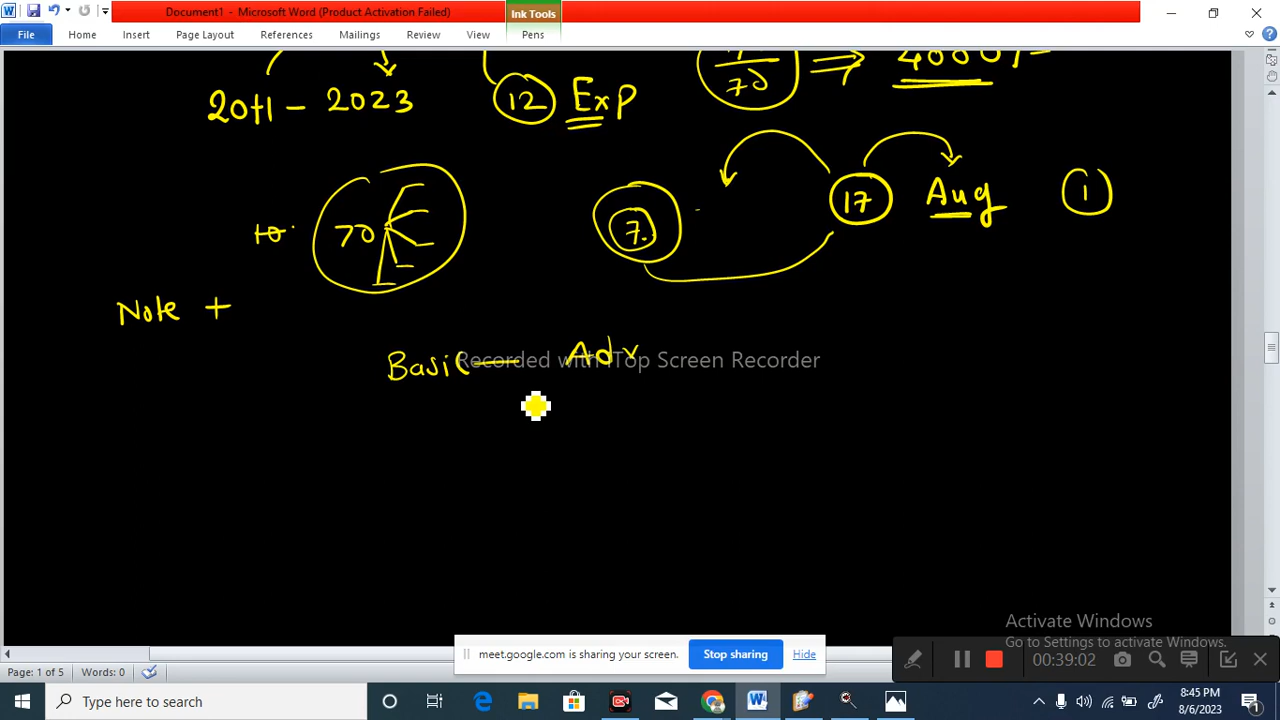 Document1 - Microsoft Word (Product Activation Failed)
Ink Tools
File Home Insert Page Layout References Mailings Review View Pens
2011 - 2023 12 Exp 70 ⇒
17 Aug 1
70 7.
Note +
Basic — Adv
Recorded with iTop Screen Recorder
Activate Windows
Go to Settings to activate Windows.
meet.google.com is sharing your screen. Stop sharing Hide
00:39:02
Page: 1 of 5 Words: 0
Type here to search
8:45 PM
8/6/2023